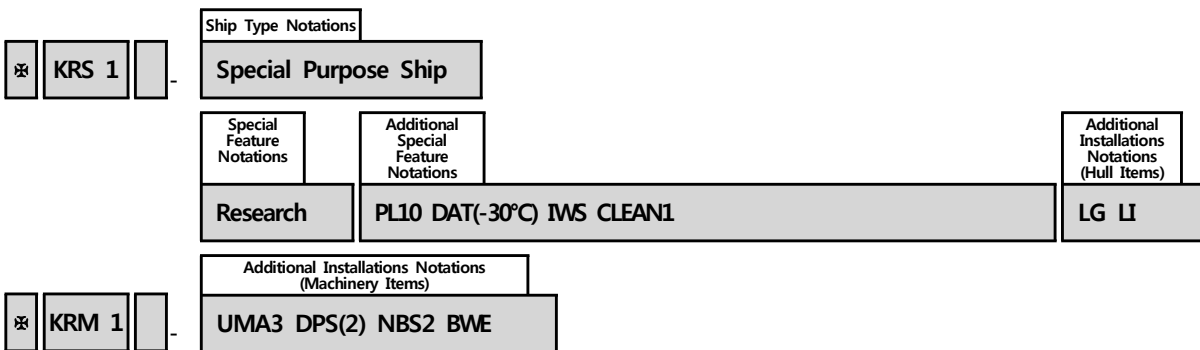 Ship Type Notations
✠ KRS 1 - Special Purpose Ship
Special
Feature
Notations
Additional
Special
Feature
Notations
Additional
Installations
Notations
(Hull Items)
Research PL10 DAT(-30℃) IWS CLEAN1 LG LI
Additional Installations Notations
(Machinery Items)
✠ KRM 1 - UMA3 DPS(2) NBS2 BWE